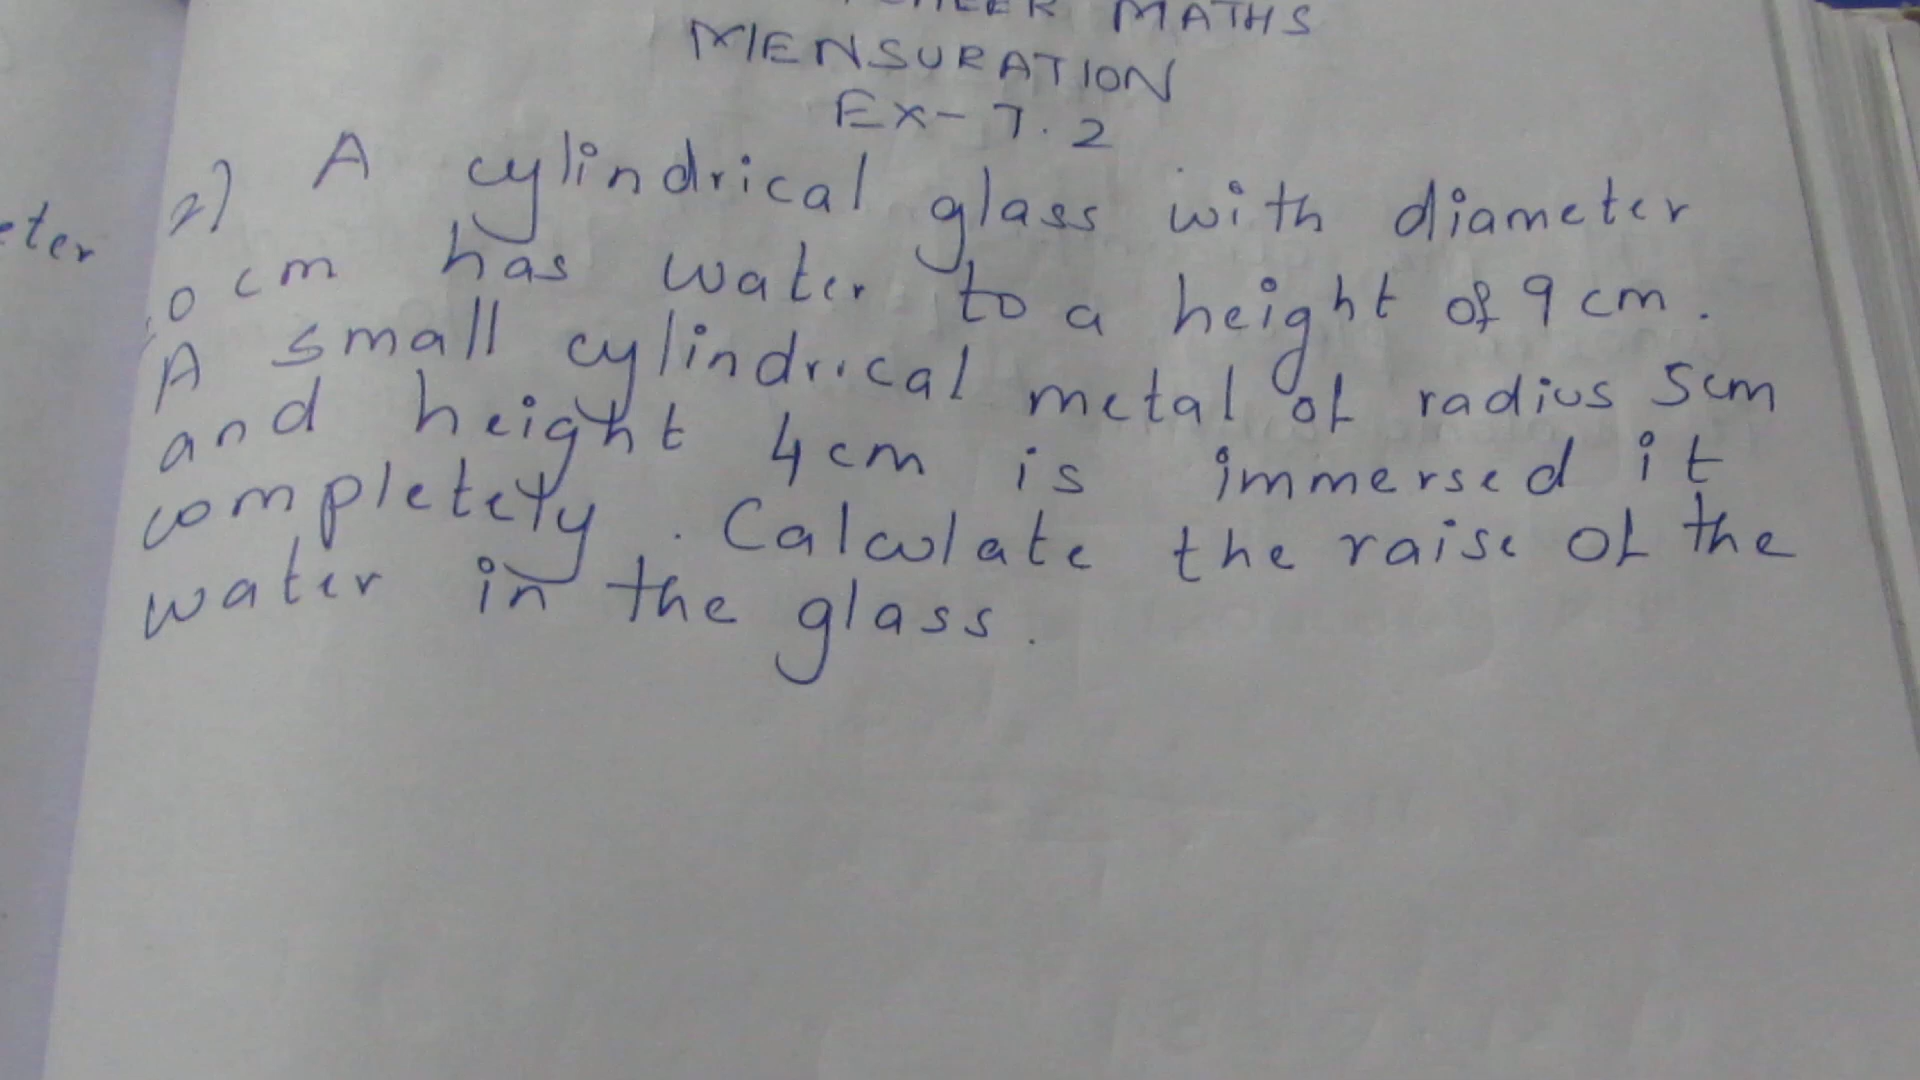 MATHS
MENSURATION
Ex-7.2
2) A cylindrical glass with diameter
0 cm has water to a height of 9 cm.
A small cylindrical metal of radius 5cm
and height 4cm is immersed it
completety. Calculate the raise of the
water in the glass.